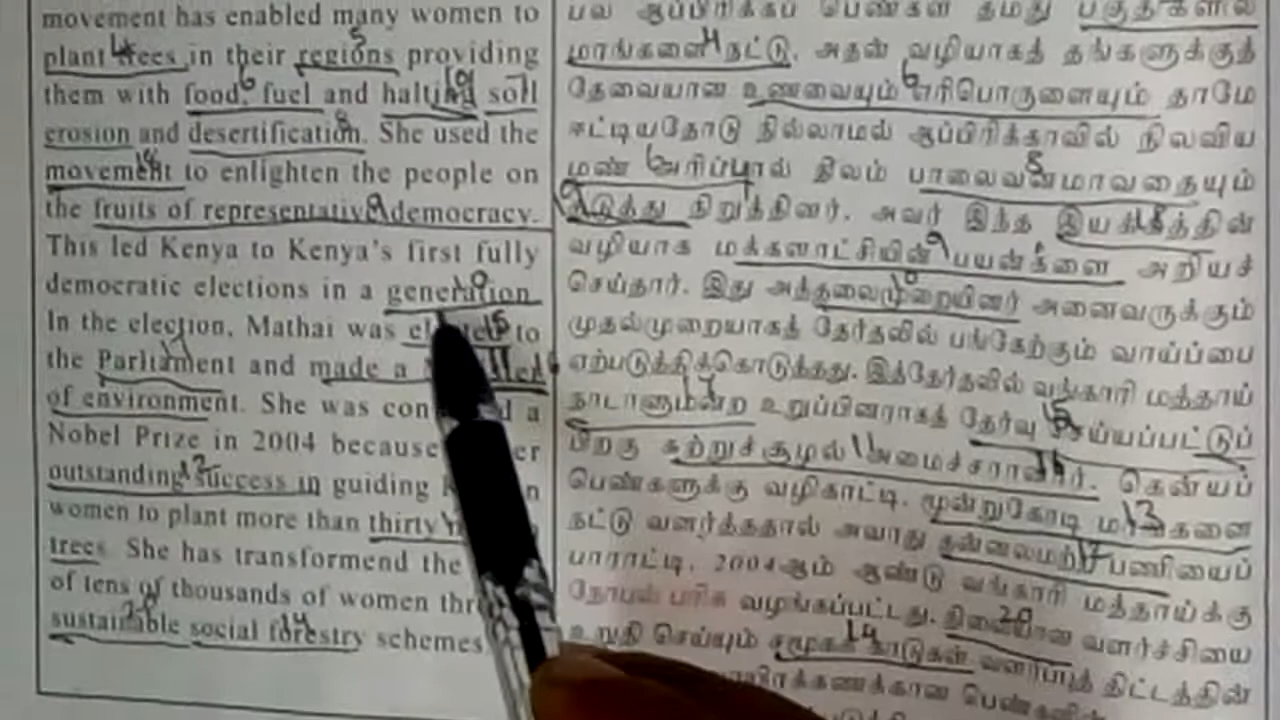 movement has enabled many women to
plant trees in their regions providing
them with food, fuel and halting soil
erosion and desertification. She used the
movement to enlighten the people on
the fruits of representative democracy.
This led Kenya to Kenya's first fully
democratic elections in a generation
In the election, Mathai was to
the Parliament and made a
of environment. She was a
Nobel Prize in 2004 because
outstanding success in guiding
women to plant more than thirty
trees. She has transformend the
of tens of thousands of women
sustainable social forestry schemes.
பல ஆப்பிரிக்கப் பெண்கள் தமது பகுதிகளில்
மரங்களை நட்டு, அதன் வழியாகத் தங்களுக்குத்
தேவையான உணவையும் எரிபொருளையும் தாமே
ஈட்டியதோடு நில்லாமல் ஆப்பிரிக்காவில் நிலவிய
மண் அரிப்பால் நிலம் பாலைவனமாவதையும்
தடுத்து நிறுத்தினர். அவர் இந்த இயக்கத்தின்
வழியாக மக்களாட்சியின் பயன்களை அறியச்
செய்தார். இது அத்தலைமுறையினர் அனைவருக்கும்
முதல்முறையாகத் தேர்தலில் பங்கேற்கும் வாய்ப்பை
ஏற்படுத்திக்கொடுத்தது. இத்தேர்தலில் வங்காரி மத்தாய்
நாடாளுமன்ற உறுப்பினராகத் தேர்வு செய்யப்பட்டுப்
பிறகு சுற்றுச்சூழல் அமைச்சரானார். கென்யப்
பெண்களுக்கு வழிகாட்டி, மூன்றுகோடி மரங்களை
நட்டு வளர்த்ததால் அவரது தன்னலமற்ற பணியைப்
பாராட்டி, 2004ஆம் ஆண்டு வங்காரி மத்தாய்க்கு
நோபல் பரிசு வழங்கப்பட்டது. நிலையான வளர்ச்சியை
உறுதி செய்யும் சமூகக் காடுகள் வளர்ப்புத் திட்டத்தின்